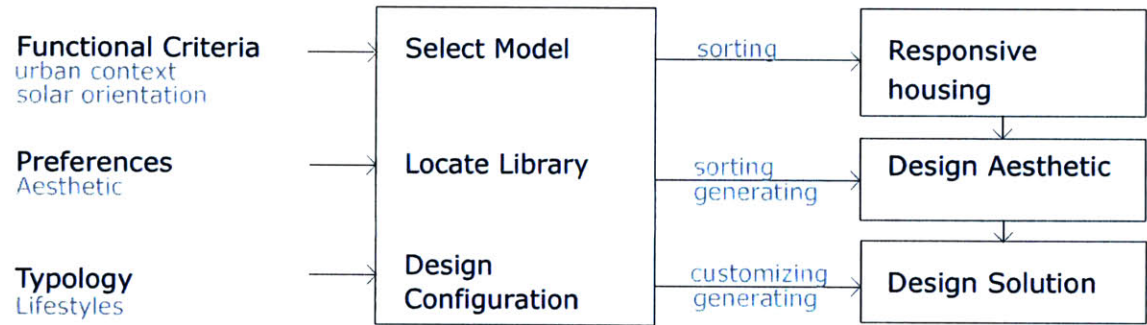 Functional Criteria
urban context
solar orientation
Select Model
sorting
Responsive
housing
Preferences
Aesthetic
Locate Library
sorting
generating
Design Aesthetic
Typology
Lifestyles
Design
Configuration
customizing
generating
Design Solution